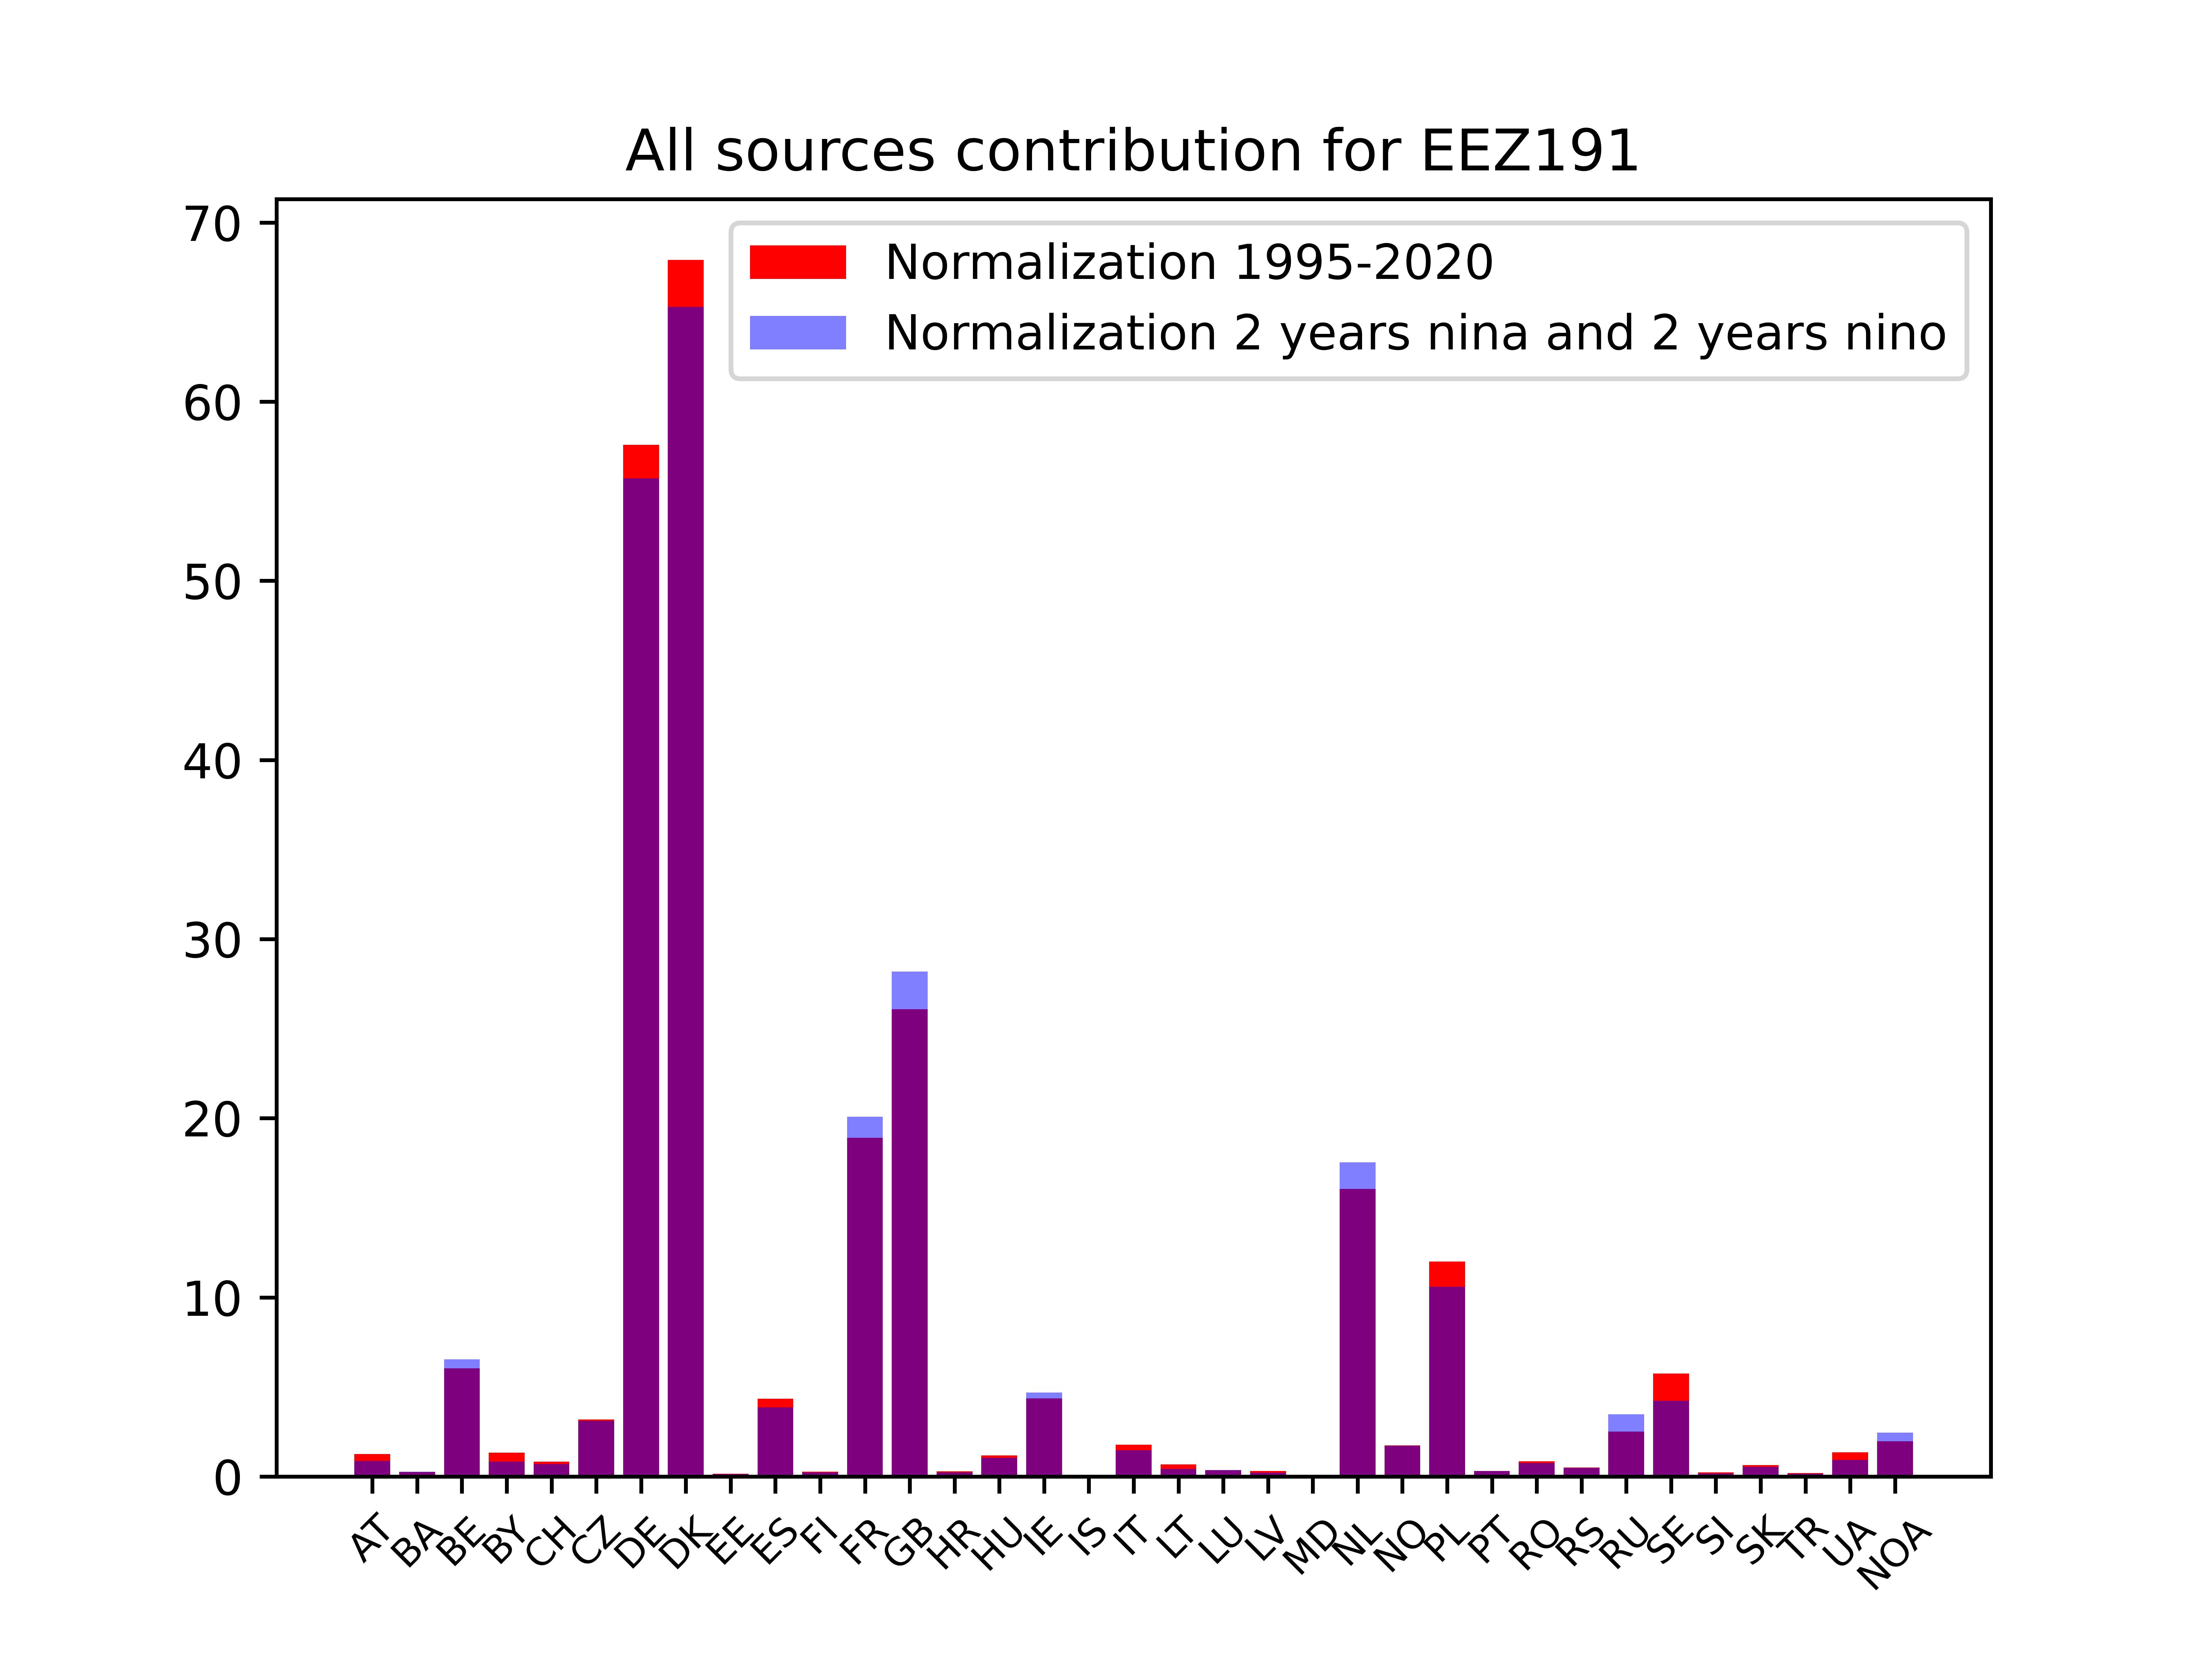 All sources contribution for EEZ191
Normalization 1995-2020
Normalization 2 years nina and 2 years nino
70
60
50
40
30
20
10
0
AT BA BE BY CH CZ DE DK EE ES FI FR GB HR HU IE IS IT LT LU LV MD NL NO PL PT RO RS RU SE SI SK TR UA NOA